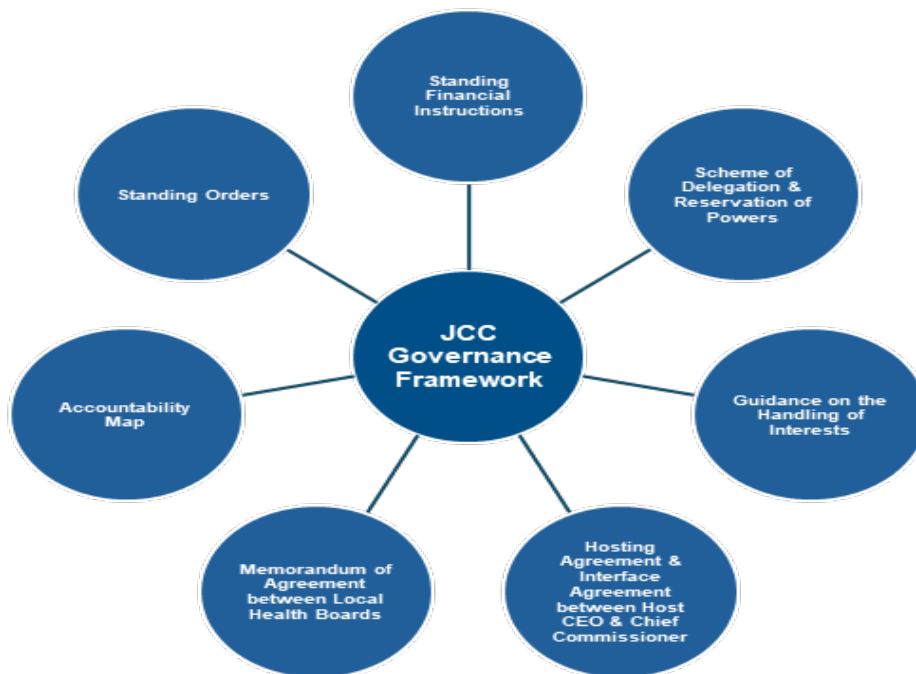 Standing
Financial
Instructions
Standing Orders
Scheme of
Delegation &
Reservation of
Powers
JCC
Governance
Framework
Accountability
Map
Guidance on the
Handling of
Interests
Memorandum of
Agreement
between Local
Health Boards
Hosting
Agreement &
Interface
Agreement
between Host
CEO & Chief
Commissioner